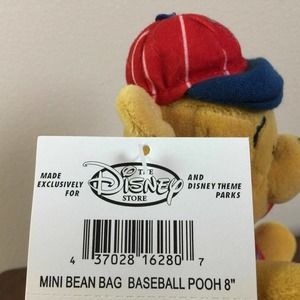 MADE
EXCLUSIVELY
FOR
THE
Disney
STORE
AND
DISNEY THEME
PARKS
4 37028 16280 7
MINI BEAN BAG BASEBALL POOH 8"